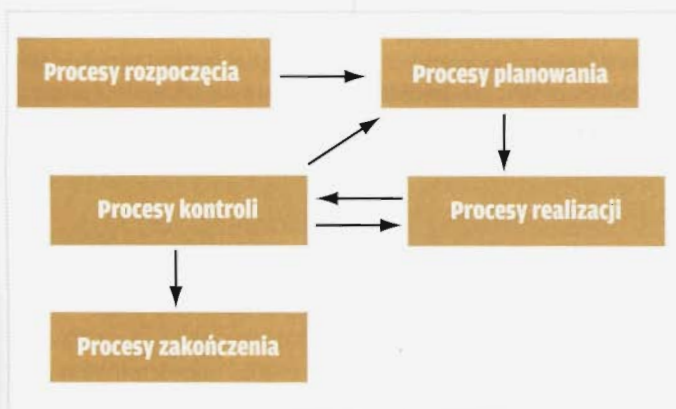 Procesy rozpoczęcia
Procesy planowania
Procesy kontroli
Procesy realizacji
Procesy zakończenia